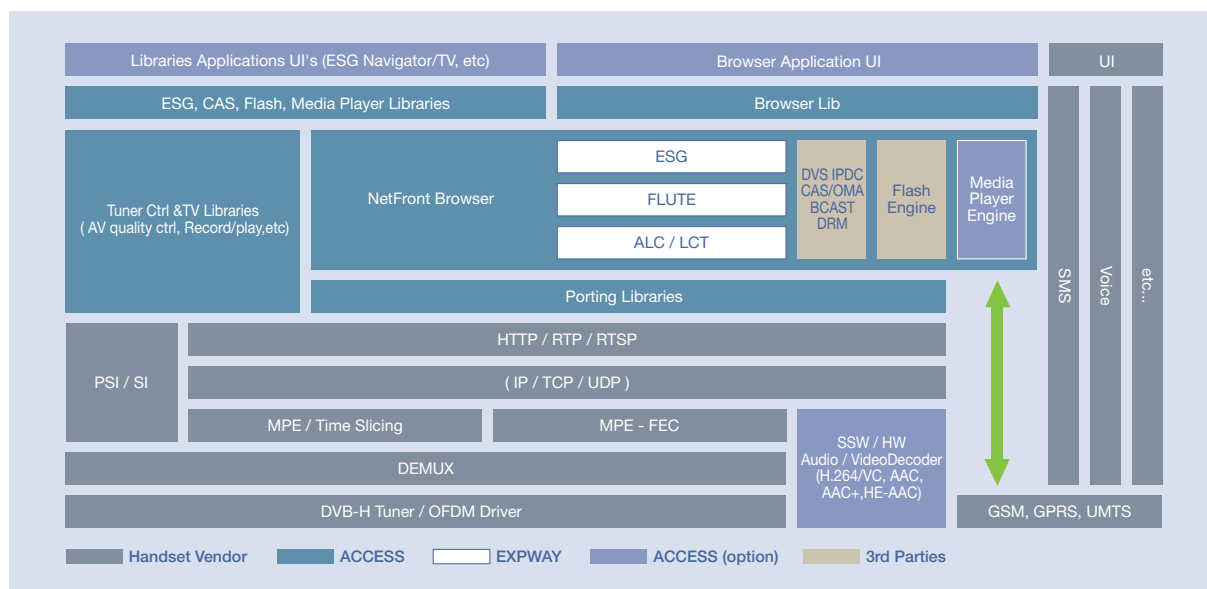 Libraries Applications UI's (ESG Navigator/TV, etc)
Browser Application UI
UI
ESG, CAS, Flash, Media Player Libraries
Browser Lib
Tuner Ctrl &TV Libraries
( AV quality ctrl, Record/play,etc)
NetFront Browser
ESG
FLUTE
ALC / LCT
DVS IPDC
CAS/OMA
BCAST
DRM
Flash
Engine
Media
Player
Engine
SMS
Voice
etc...
Porting Libraries
PSI / SI
HTTP / RTP / RTSP
( IP / TCP / UDP )
MPE / Time Slicing
MPE - FEC
SSW / HW
Audio / VideoDecoder
(H.264/VC, AAC,
AAC+,HE-AAC)
DEMUX
DVB-H Tuner / OFDM Driver
GSM, GPRS, UMTS
Handset Vendor
ACCESS
EXPWAY
ACCESS (option)
3rd Parties